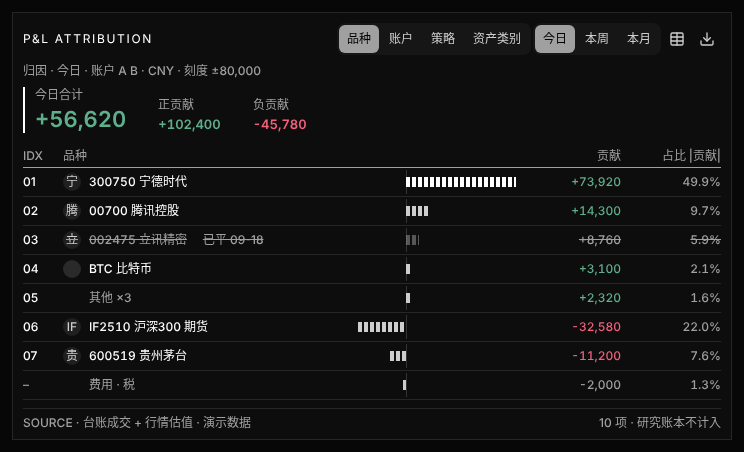 P&L ATTRIBUTION 品种 账户 策略 资产类别 今日 本周 本月
归因 · 今日 · 账户 A B · CNY · 刻度 ±80,000
今日合计 正贡献 负贡献
+56,620 +102,400 -45,780
IDX 品种 贡献 占比 |贡献|
01 宁 300750 宁德时代 +73,920 49.9%
02 腾 00700 腾讯控股 +14,300 9.7%
03 立 002475 立讯精密 已平 09-18 +8,760 5.9%
04 BTC 比特币 +3,100 2.1%
05 其他 ×3 +2,320 1.6%
06 IF IF2510 沪深300 期货 -32,580 22.0%
07 贵 600519 贵州茅台 -11,200 7.6%
– 费用 · 税 -2,000 1.3%
SOURCE · 台账成交 + 行情估值 · 演示数据 10 项 · 研究账本不计入